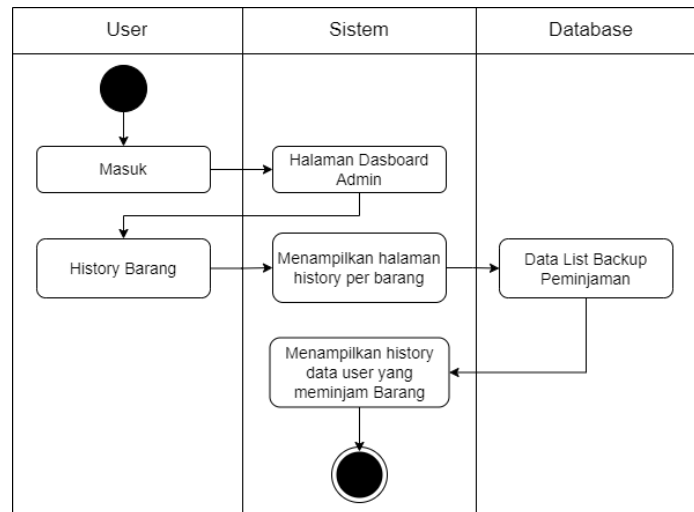 User
Sistem
Database
Masuk
Halaman Dasboard
Admin
History Barang
Menampilkan halaman
history per barang
Data List Backup
Peminjaman
Menampilkan history
data user yang
meminjam Barang